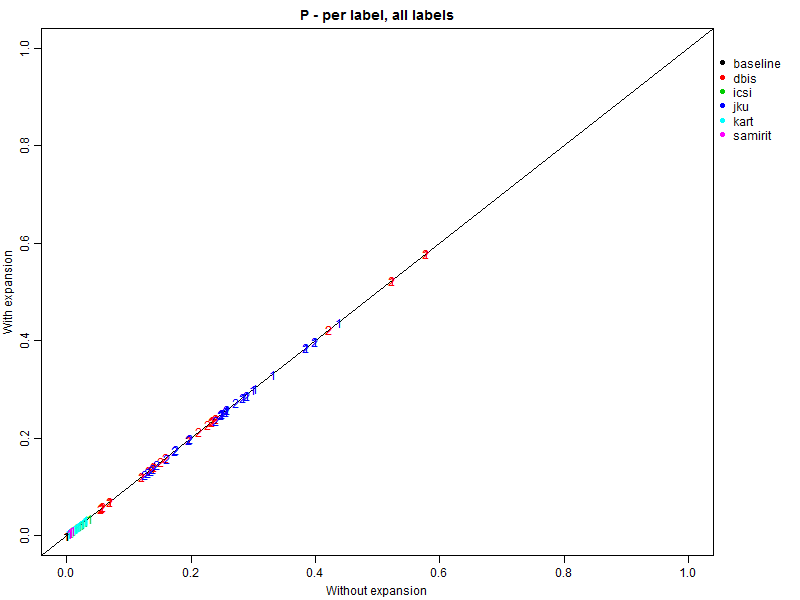 P - per label, all labels
baseline
dbis
icsi
jku
kart
samirit
With expansion
1.0
0.8
0.6
0.4
0.2
0.0
0.0 0.2 0.4 0.6 0.8 1.0
Without expansion